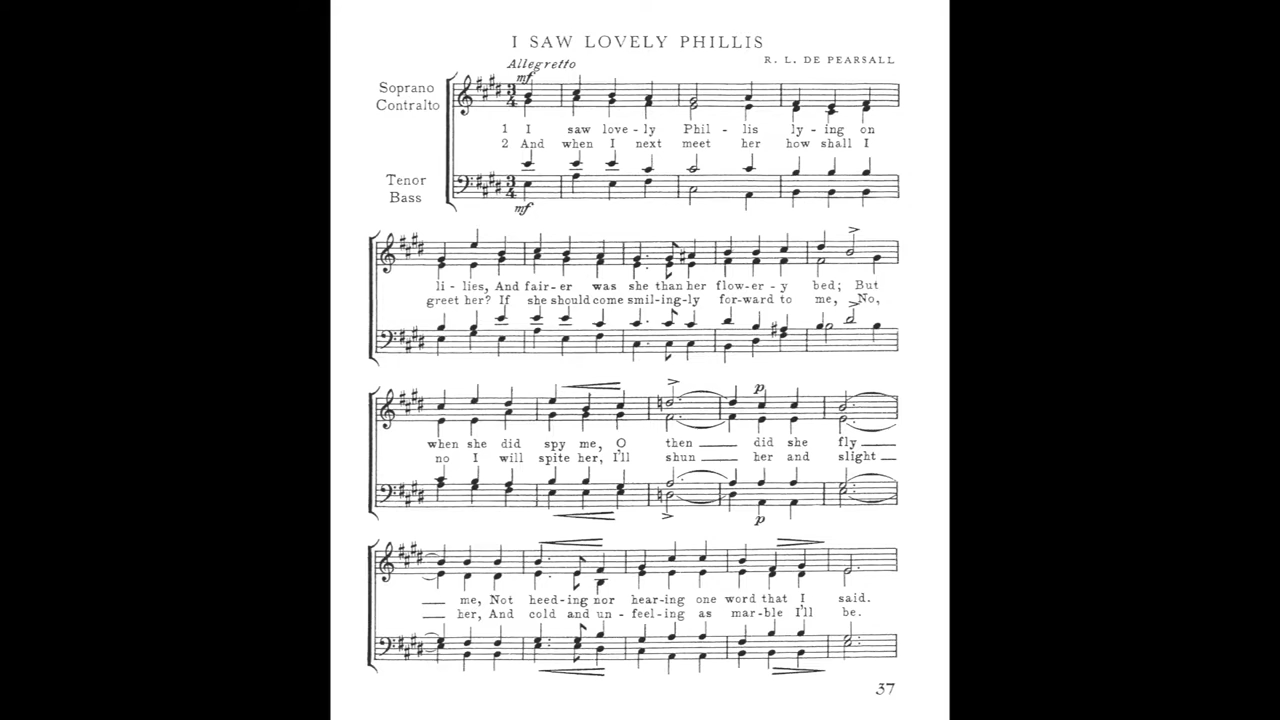 I SAW LOVELY PHILLIS
Allegretto
R. L. DE PEARSALL
mf
Soprano
Contralto
3 4
1 I saw love - ly Phil - lis ly - ing on
2 And when I next meet her how shall I
Tenor
Bass
3 4
mf
li - lies, And fair - er was she than her flow - er - y bed; But
greet her? If she should come smil - ing - ly for - ward to me, No,
p
when she did spy me, O then did she fly
no I will spite her, I'll shun her and slight
p
me, Not heed - ing nor hear - ing one word that I said.
her, And cold and un - feel - ing as mar - ble I'll be.
37